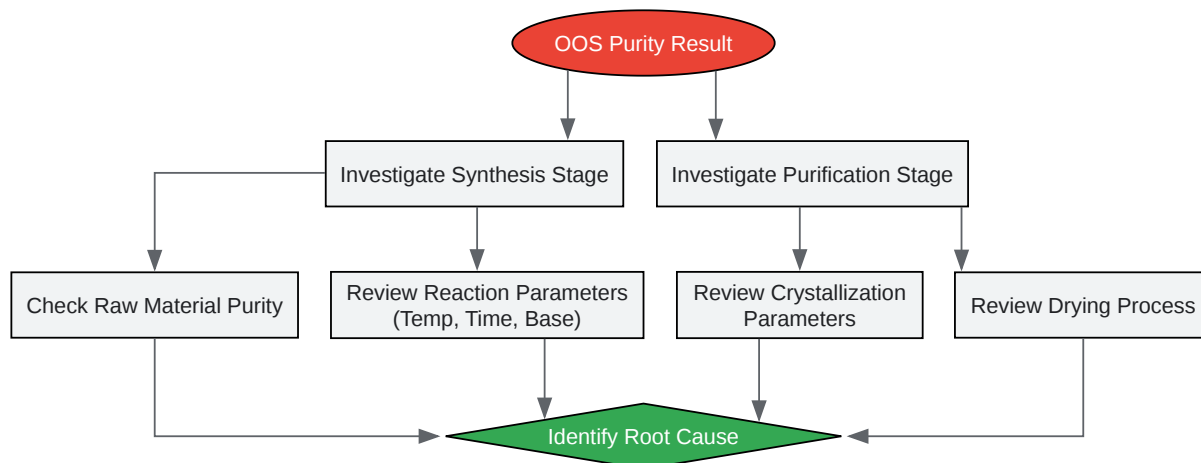 OOS Purity Result
Investigate Synthesis Stage
Investigate Purification Stage
Check Raw Material Purity
Review Reaction Parameters
(Temp, Time, Base)
Review Crystallization
Parameters
Review Drying Process
Identify Root Cause